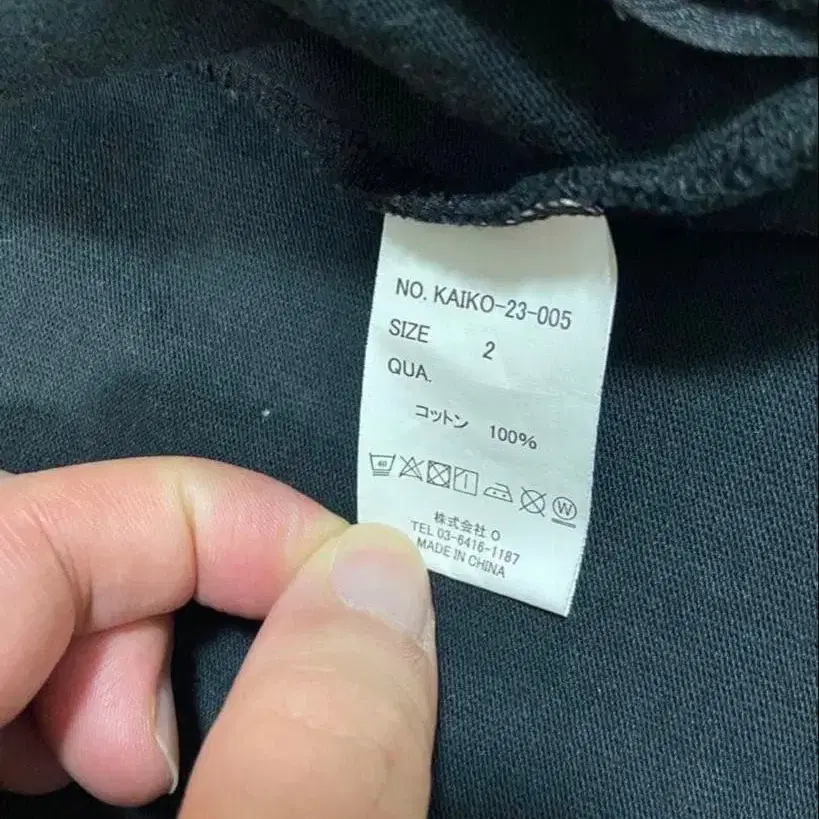 NO. KAIKO-23-005
SIZE 2
QUA.
コットン 100%
40 W
株式会社 O
TEL 03-6416-1187
MADE IN CHINA